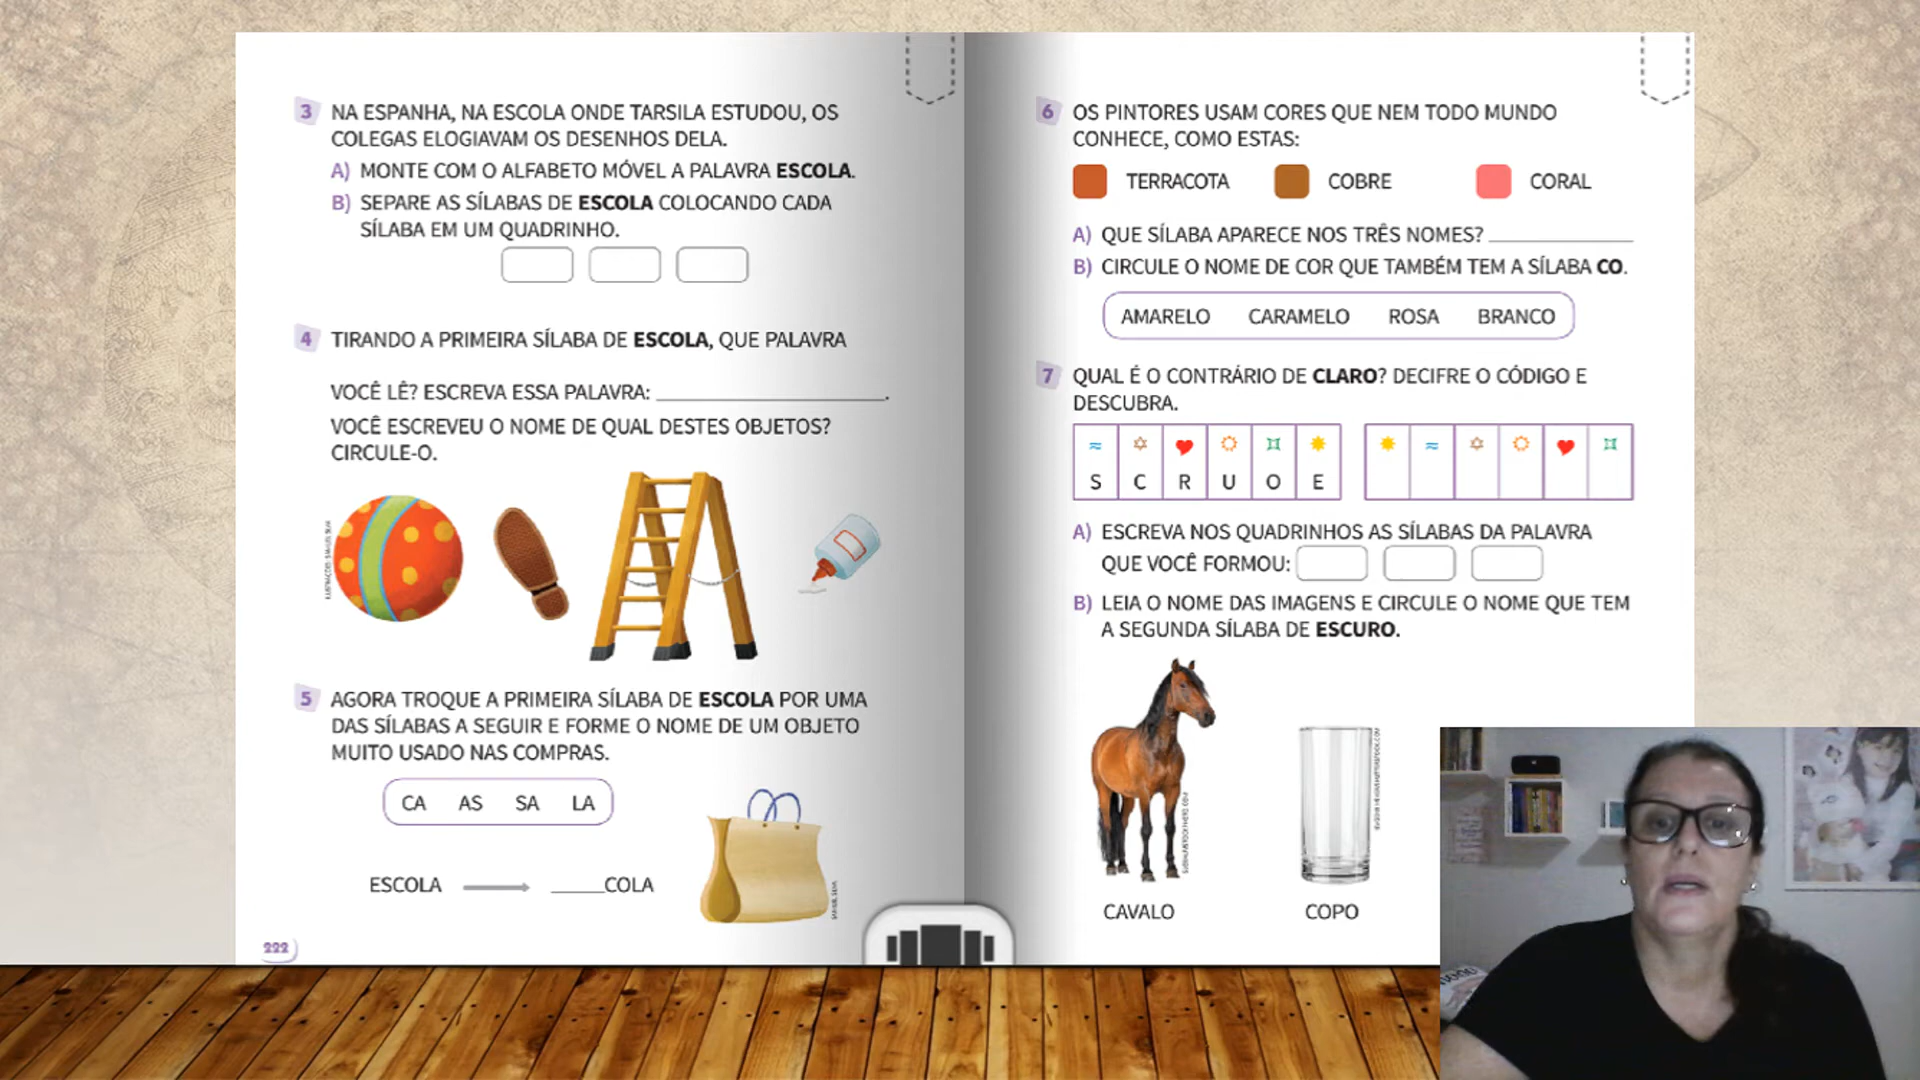 3 NA ESPANHA, NA ESCOLA ONDE TARSILA ESTUDOU, OS
COLEGAS ELOGIAVAM OS DESENHOS DELA.
A) MONTE COM O ALFABETO MÓVEL A PALAVRA ESCOLA.
B) SEPARE AS SÍLABAS DE ESCOLA COLOCANDO CADA
SÍLABA EM UM QUADRINHO.
4 TIRANDO A PRIMEIRA SÍLABA DE ESCOLA, QUE PALAVRA
VOCÊ LÊ? ESCREVA ESSA PALAVRA: ____________________.
VOCÊ ESCREVEU O NOME DE QUAL DESTES OBJETOS?
CIRCULE-O.
5 AGORA TROQUE A PRIMEIRA SÍLABA DE ESCOLA POR UMA
DAS SÍLABAS A SEGUIR E FORME O NOME DE UM OBJETO
MUITO USADO NAS COMPRAS.
CA AS SA LA
ESCOLA _____COLA
222
6 OS PINTORES USAM CORES QUE NEM TODO MUNDO
CONHECE, COMO ESTAS:
TERRACOTA COBRE CORAL
A) QUE SÍLABA APARECE NOS TRÊS NOMES? _____________
B) CIRCULE O NOME DE COR QUE TAMBÉM TEM A SÍLABA CO.
AMARELO CARAMELO ROSA BRANCO
7 QUAL É O CONTRÁRIO DE CLARO? DECIFRE O CÓDIGO E
DESCUBRA.
S C R U O E
A) ESCREVA NOS QUADRINHOS AS SÍLABAS DA PALAVRA
QUE VOCÊ FORMOU:
B) LEIA O NOME DAS IMAGENS E CIRCULE O NOME QUE TEM
A SEGUNDA SÍLABA DE ESCURO.
CAVALO COPO